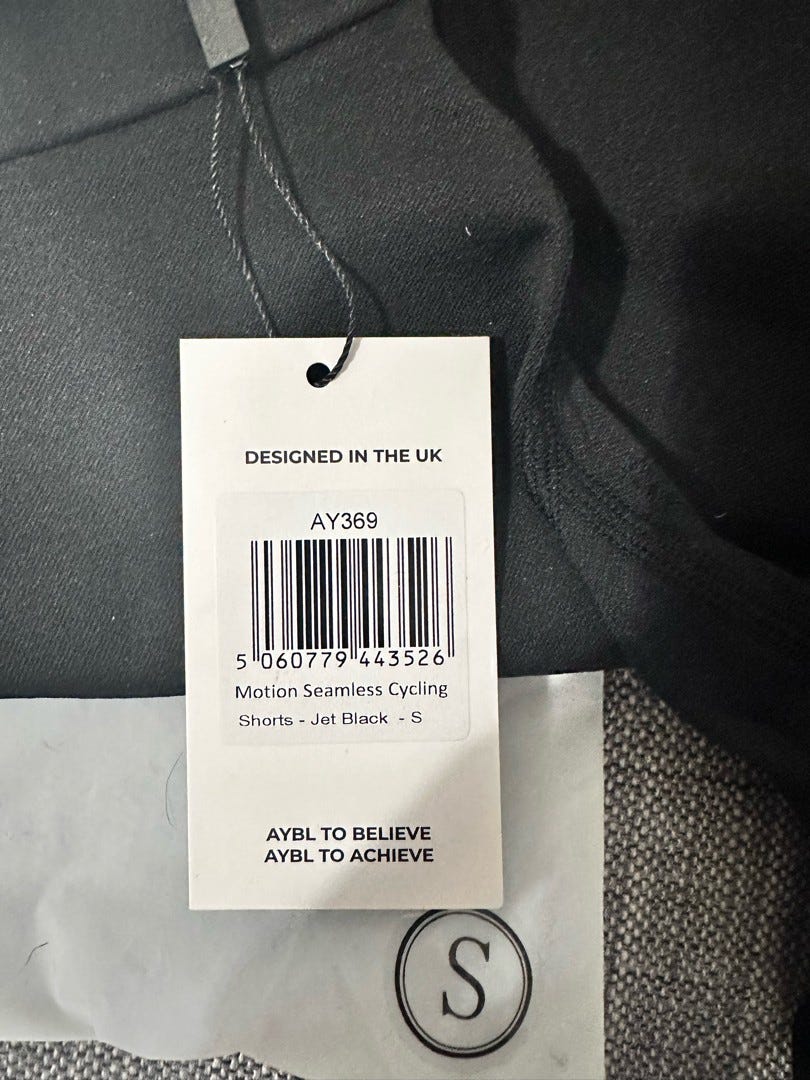 DESIGNED IN THE UK
AY369
5 060779 443526
Motion Seamless Cycling
Shorts - Jet Black - S
AYBL TO BELIEVE
AYBL TO ACHIEVE
S